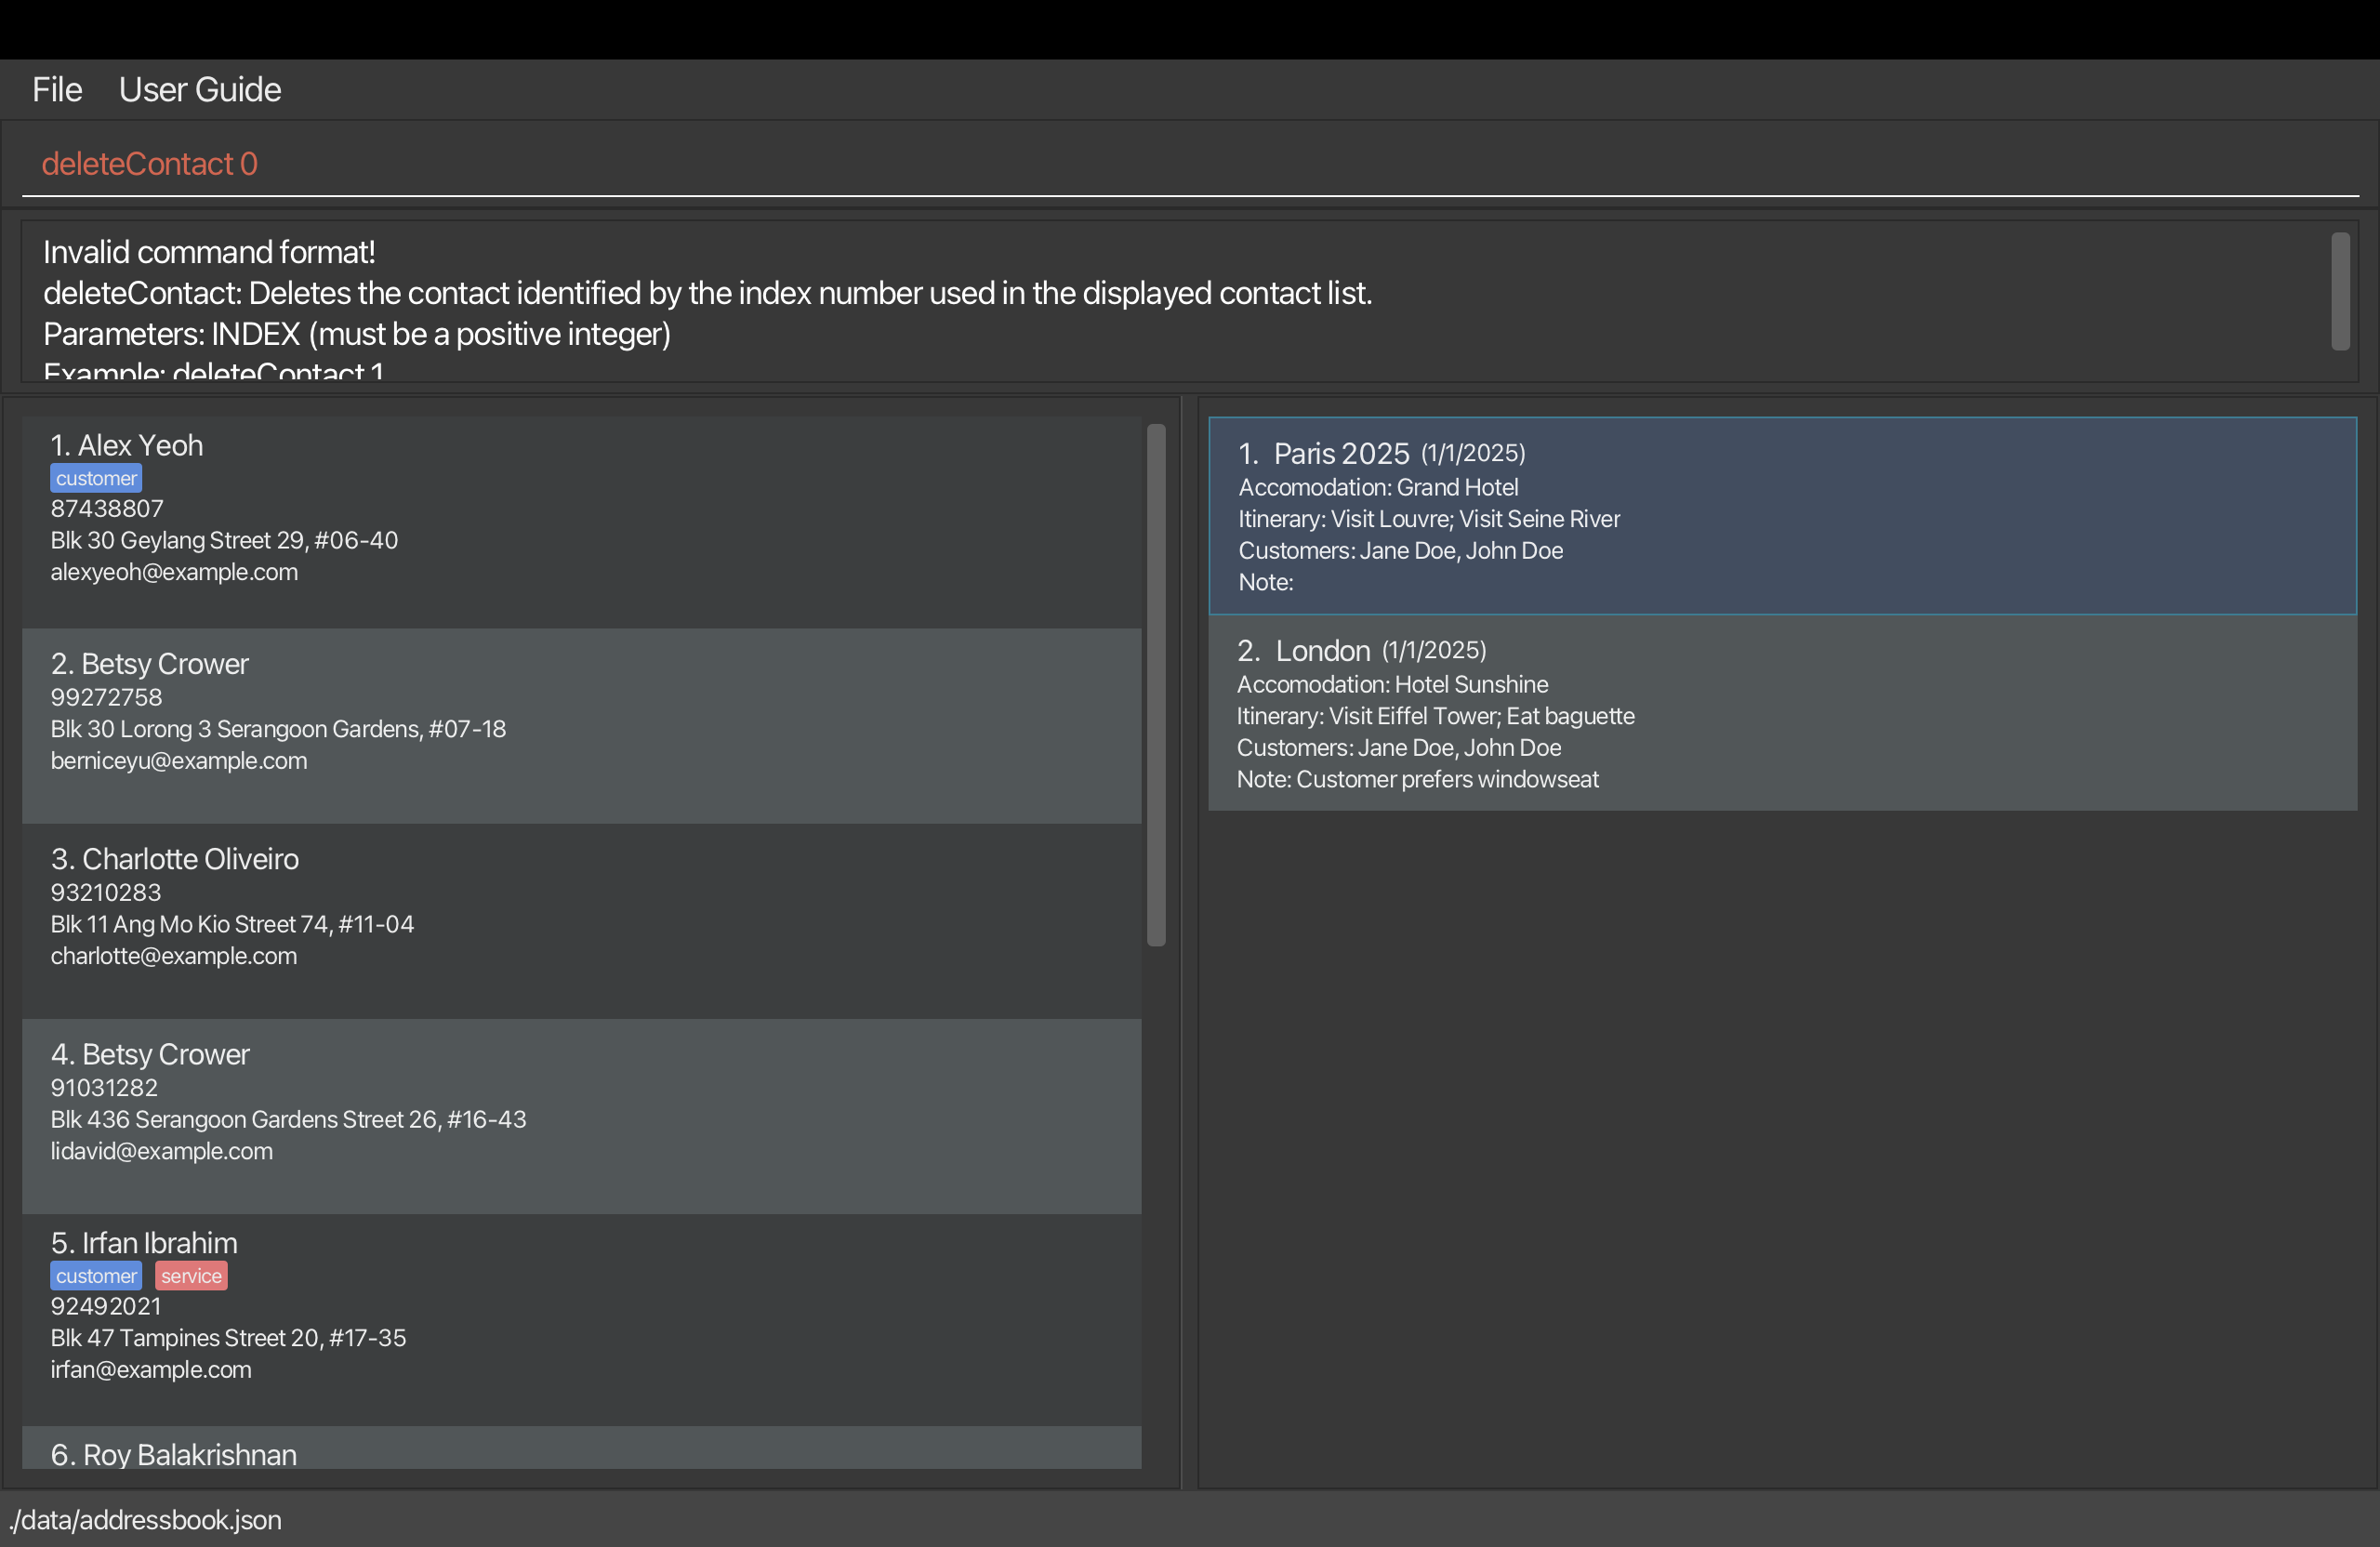 File User Guide
deleteContact 0
Invalid command format!
deleteContact: Deletes the contact identified by the index number used in the displayed contact list.
Parameters: INDEX (must be a positive integer)
Example: deleteContact 1
1. Alex Yeoh
customer
87438807
Blk 30 Geylang Street 29, #06-40
alexyeoh@example.com
2. Betsy Crower
99272758
Blk 30 Lorong 3 Serangoon Gardens, #07-18
berniceyu@example.com
3. Charlotte Oliveiro
93210283
Blk 11 Ang Mo Kio Street 74, #11-04
charlotte@example.com
4. Betsy Crower
91031282
Blk 436 Serangoon Gardens Street 26, #16-43
lidavid@example.com
5. Irfan Ibrahim
customer service
92492021
Blk 47 Tampines Street 20, #17-35
irfan@example.com
6. Roy Balakrishnan
1. Paris 2025 (1/1/2025)
Accomodation: Grand Hotel
Itinerary: Visit Louvre; Visit Seine River
Customers: Jane Doe, John Doe
Note:
2. London (1/1/2025)
Accomodation: Hotel Sunshine
Itinerary: Visit Eiffel Tower; Eat baguette
Customers: Jane Doe, John Doe
Note: Customer prefers windowseat
./data/addressbook.json